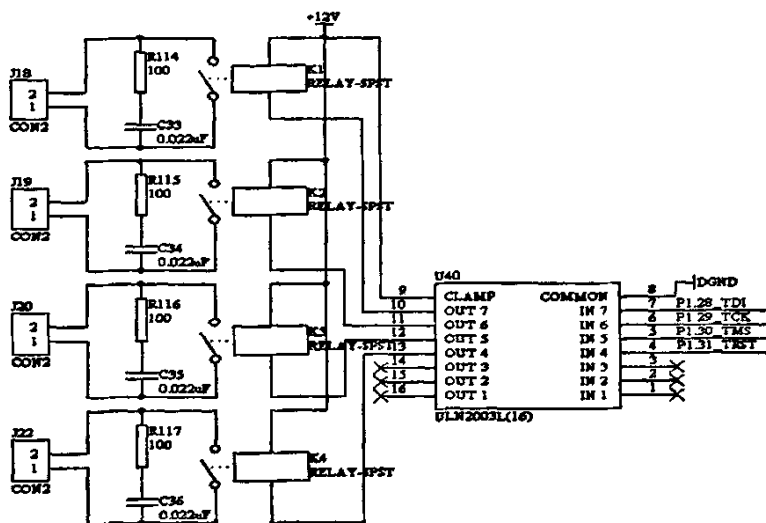 +12V
J18
2
1
CON2
R114
100
C33
0.022uF
K1
RELAY-SPST
J19
2
1
CON2
R115
100
C34
0.022uF
K2
RELAY-SPST
J20
2
1
CON2
R116
100
C35
0.022uF
K3
RELAY-SPST
J22
2
1
CON2
R117
100
C36
0.022uF
K4
RELAY-SPST
U40
9 CLAMP COMMON 8 DGND
10 OUT 7 IN 7 7 P1.28_TDI
11 OUT 6 IN 6 6 P1.29_TCK
12 OUT 5 IN 5 5 P1.30_TMS
13 OUT 4 IN 4 4 P1.31_TRST
14 OUT 3 IN 3 3
15 OUT 2 IN 2 2
16 OUT 1 IN 1 1
ULN2003L(16)